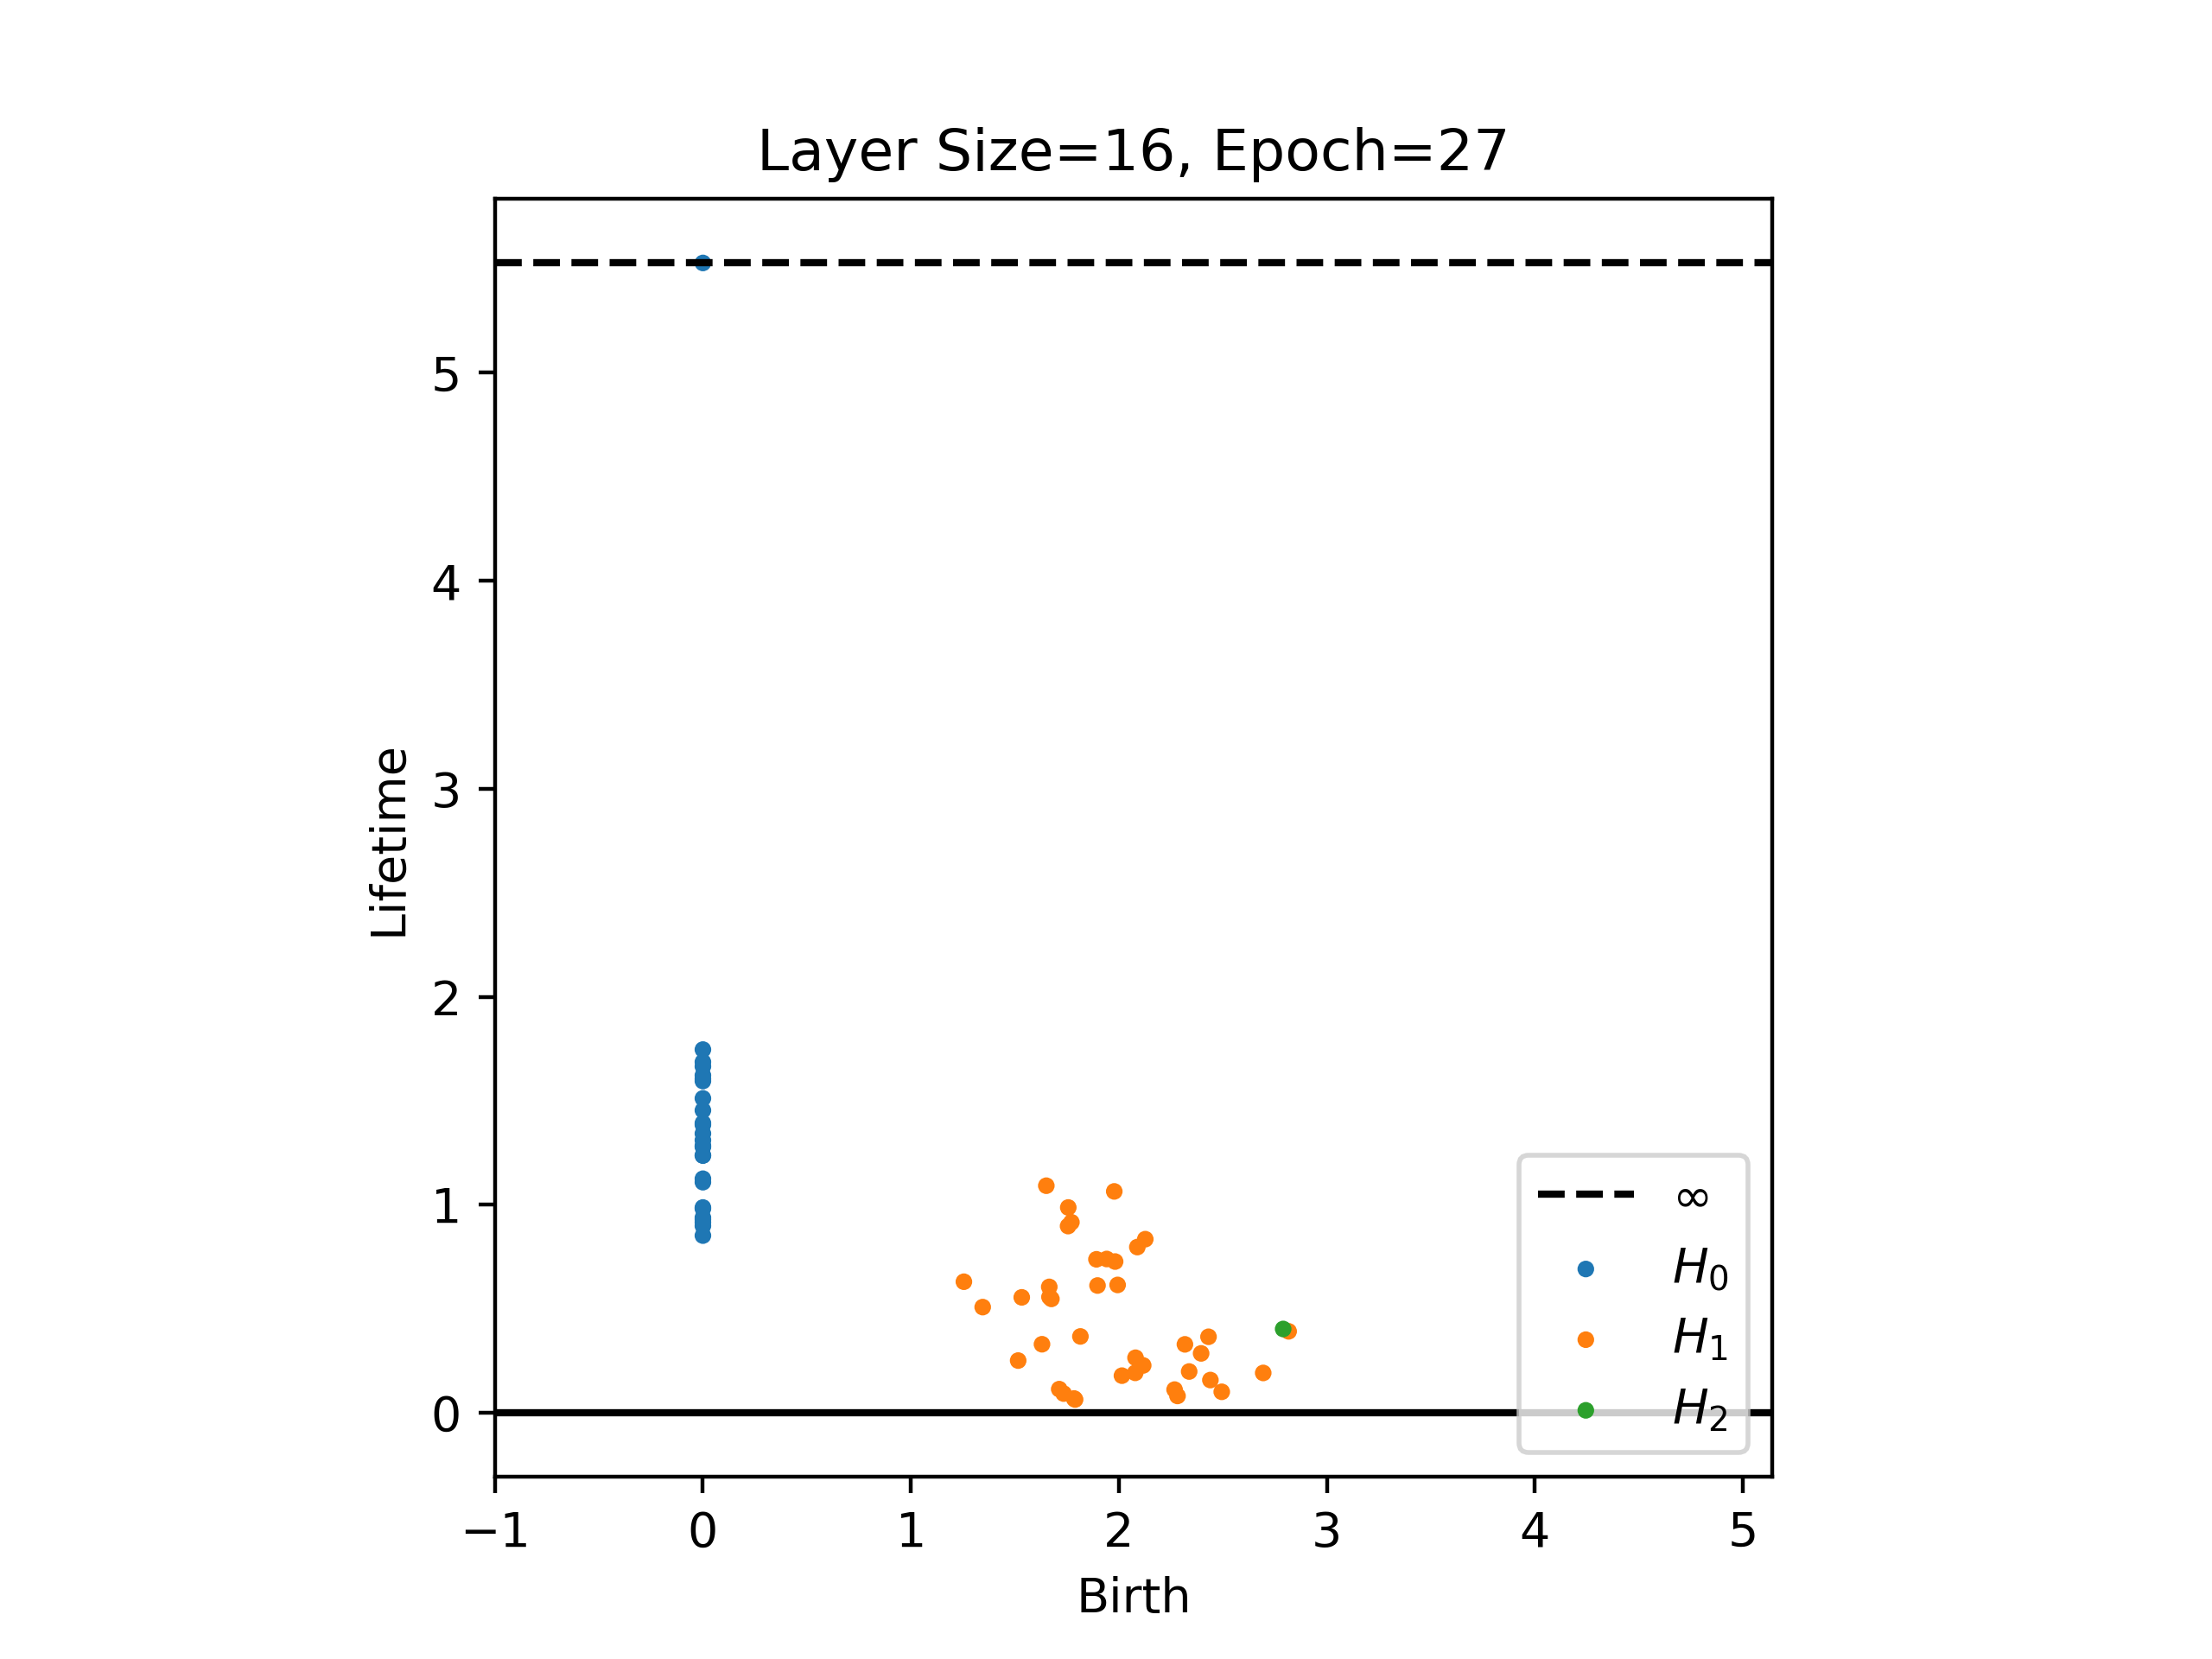 Layer Size=16, Epoch=27
5
4
3
2
1
0
Lifetime
∞
H₀
H₁
H₂
−1 0 1 2 3 4 5
Birth